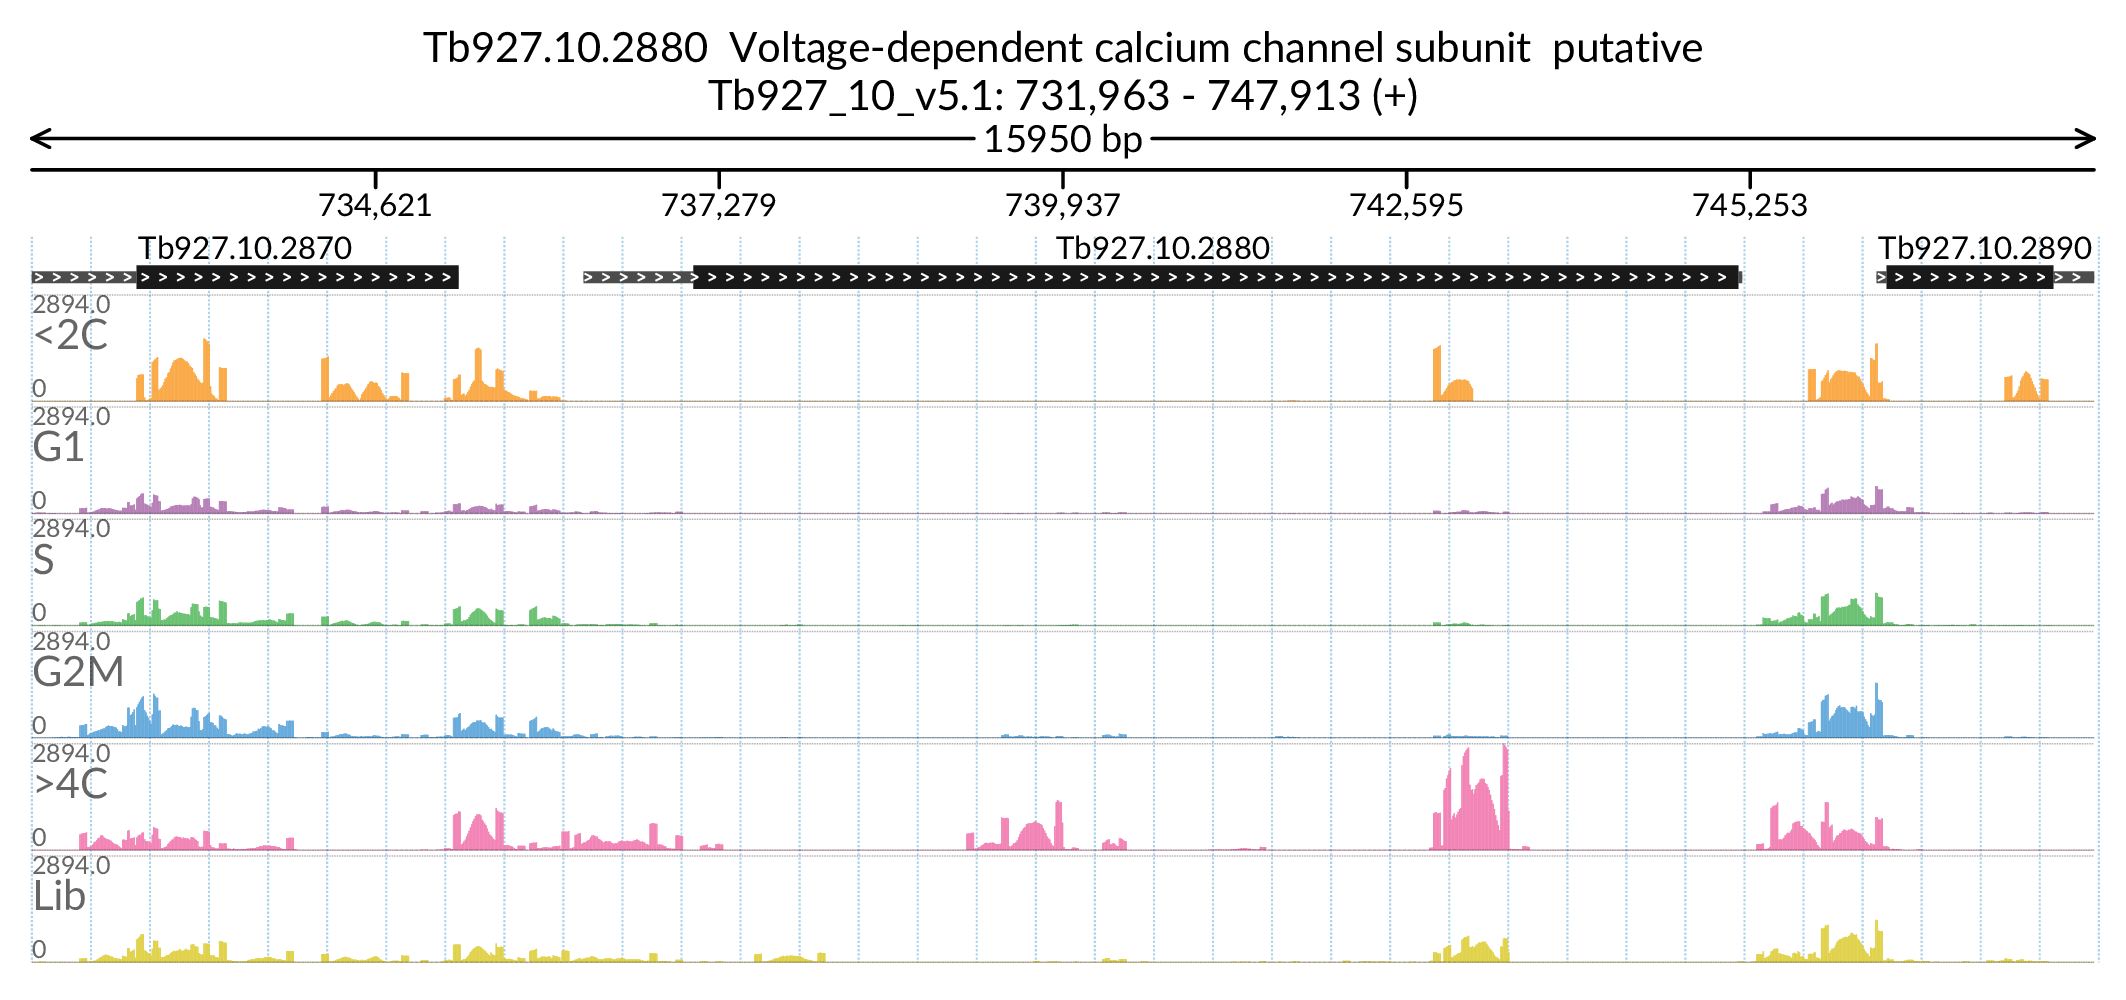 Tb927.10.2880  Voltage-dependent calcium channel subunit  putative
Tb927_10_v5.1: 731,963 - 747,913 (+)
15950 bp
734,621 737,279 739,937 742,595 745,253
Tb927.10.2870 Tb927.10.2880 Tb927.10.2890
2894.0
<2C
0
2894.0
G1
0
2894.0
S
0
2894.0
G2M
0
2894.0
>4C
0
2894.0
Lib
0